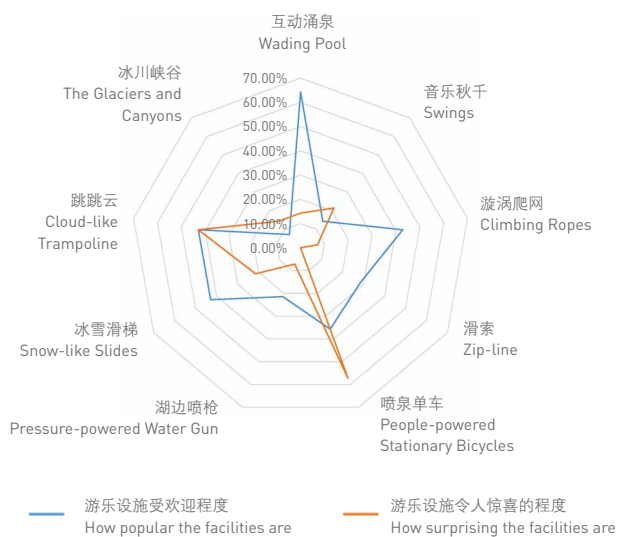 互动涌泉
Wading Pool
冰川峡谷
The Glaciers and
Canyons
音乐秋千
Swings
70.00%
60.00%
50.00%
40.00%
30.00%
20.00%
10.00%
0.00%
跳跳云
Cloud-like
Trampoline
漩涡爬网
Climbing Ropes
冰雪滑梯
Snow-like Slides
滑索
Zip-line
湖边喷枪
Pressure-powered Water Gun
喷泉单车
People-powered
Stationary Bicycles
游乐设施受欢迎程度
How popular the facilities are
游乐设施令人惊喜的程度
How surprising the facilities are